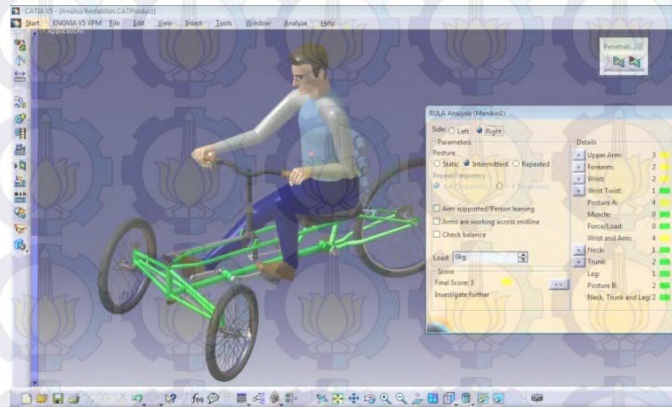 CATIA V5 - [Analisa Kestabilan.CATProduct]
Start ENOVIA V5 VPM File Edit View Insert Tools Window Analyze Help
Applications
RULA Analysis (Manikin1)
Side: Left Right
Parameters
Posture
Static Intermittent Repeated
Repeat Frequency
Arm supported/Person leaning
Arms are working across midline
Check balance
Load: 0kg
Score
Final Score: 3
Investigate further
<<
Details
Upper Arm: 3
Forearm: 2
Wrist: 2
Wrist Twist: 1
Posture A: 4
Muscle: 0
Force/Load: 0
Wrist and Arm: 4
Neck: 1
Trunk: 2
Leg: 1
Posture B: 2
Neck, Trunk and Leg: 2